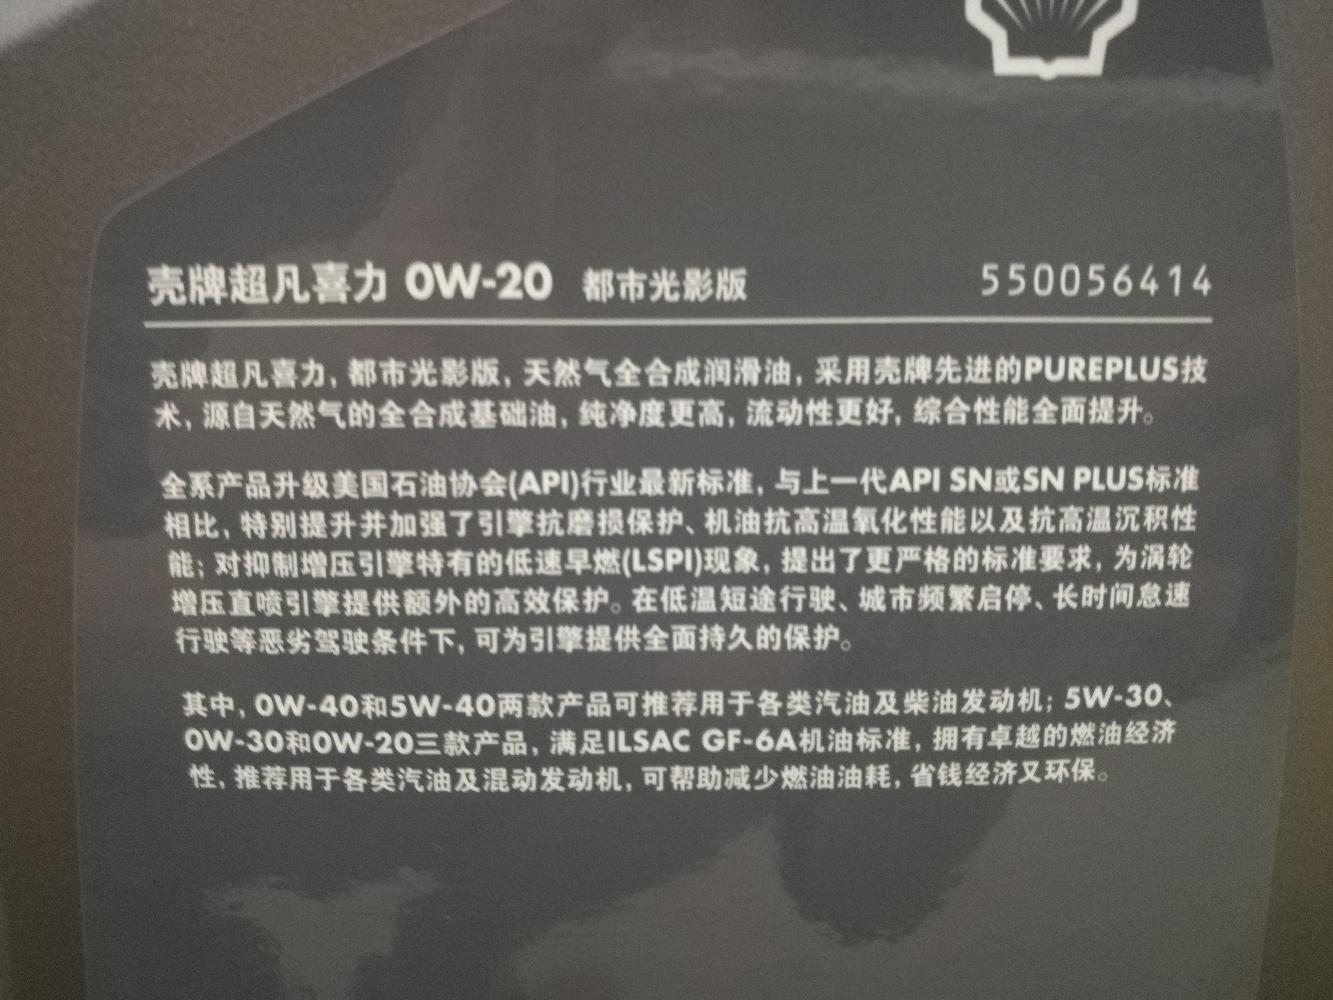 壳牌超凡喜力 0W-20 都市光影版 550056414
壳牌超凡喜力, 都市光影版, 天然气全合成润滑油, 采用壳牌先进的PUREPLUS技
术, 源自天然气的全合成基础油, 纯净度更高, 流动性更好, 综合性能全面提升。
全系产品升级美国石油协会(API)行业最新标准, 与上一代API SN或SN PLUS标准
相比, 特别提升并加强了引擎抗磨损保护、机油抗高温氧化性能以及抗高温沉积性
能; 对抑制增压引擎特有的低速早燃(LSPI)现象, 提出了更严格的标准要求, 为涡轮
增压直喷引擎提供额外的高效保护。在低温短途行驶、城市频繁启停、长时间怠速
行驶等恶劣驾驶条件下, 可为引擎提供全面持久的保护。
其中, 0W-40和5W-40两款产品可推荐用于各类汽油及柴油发动机; 5W-30、
0W-30和0W-20三款产品, 满足ILSAC GF-6A机油标准, 拥有卓越的燃油经济
性, 推荐用于各类汽油及混动发动机, 可帮助减少燃油油耗, 省钱经济又环保。